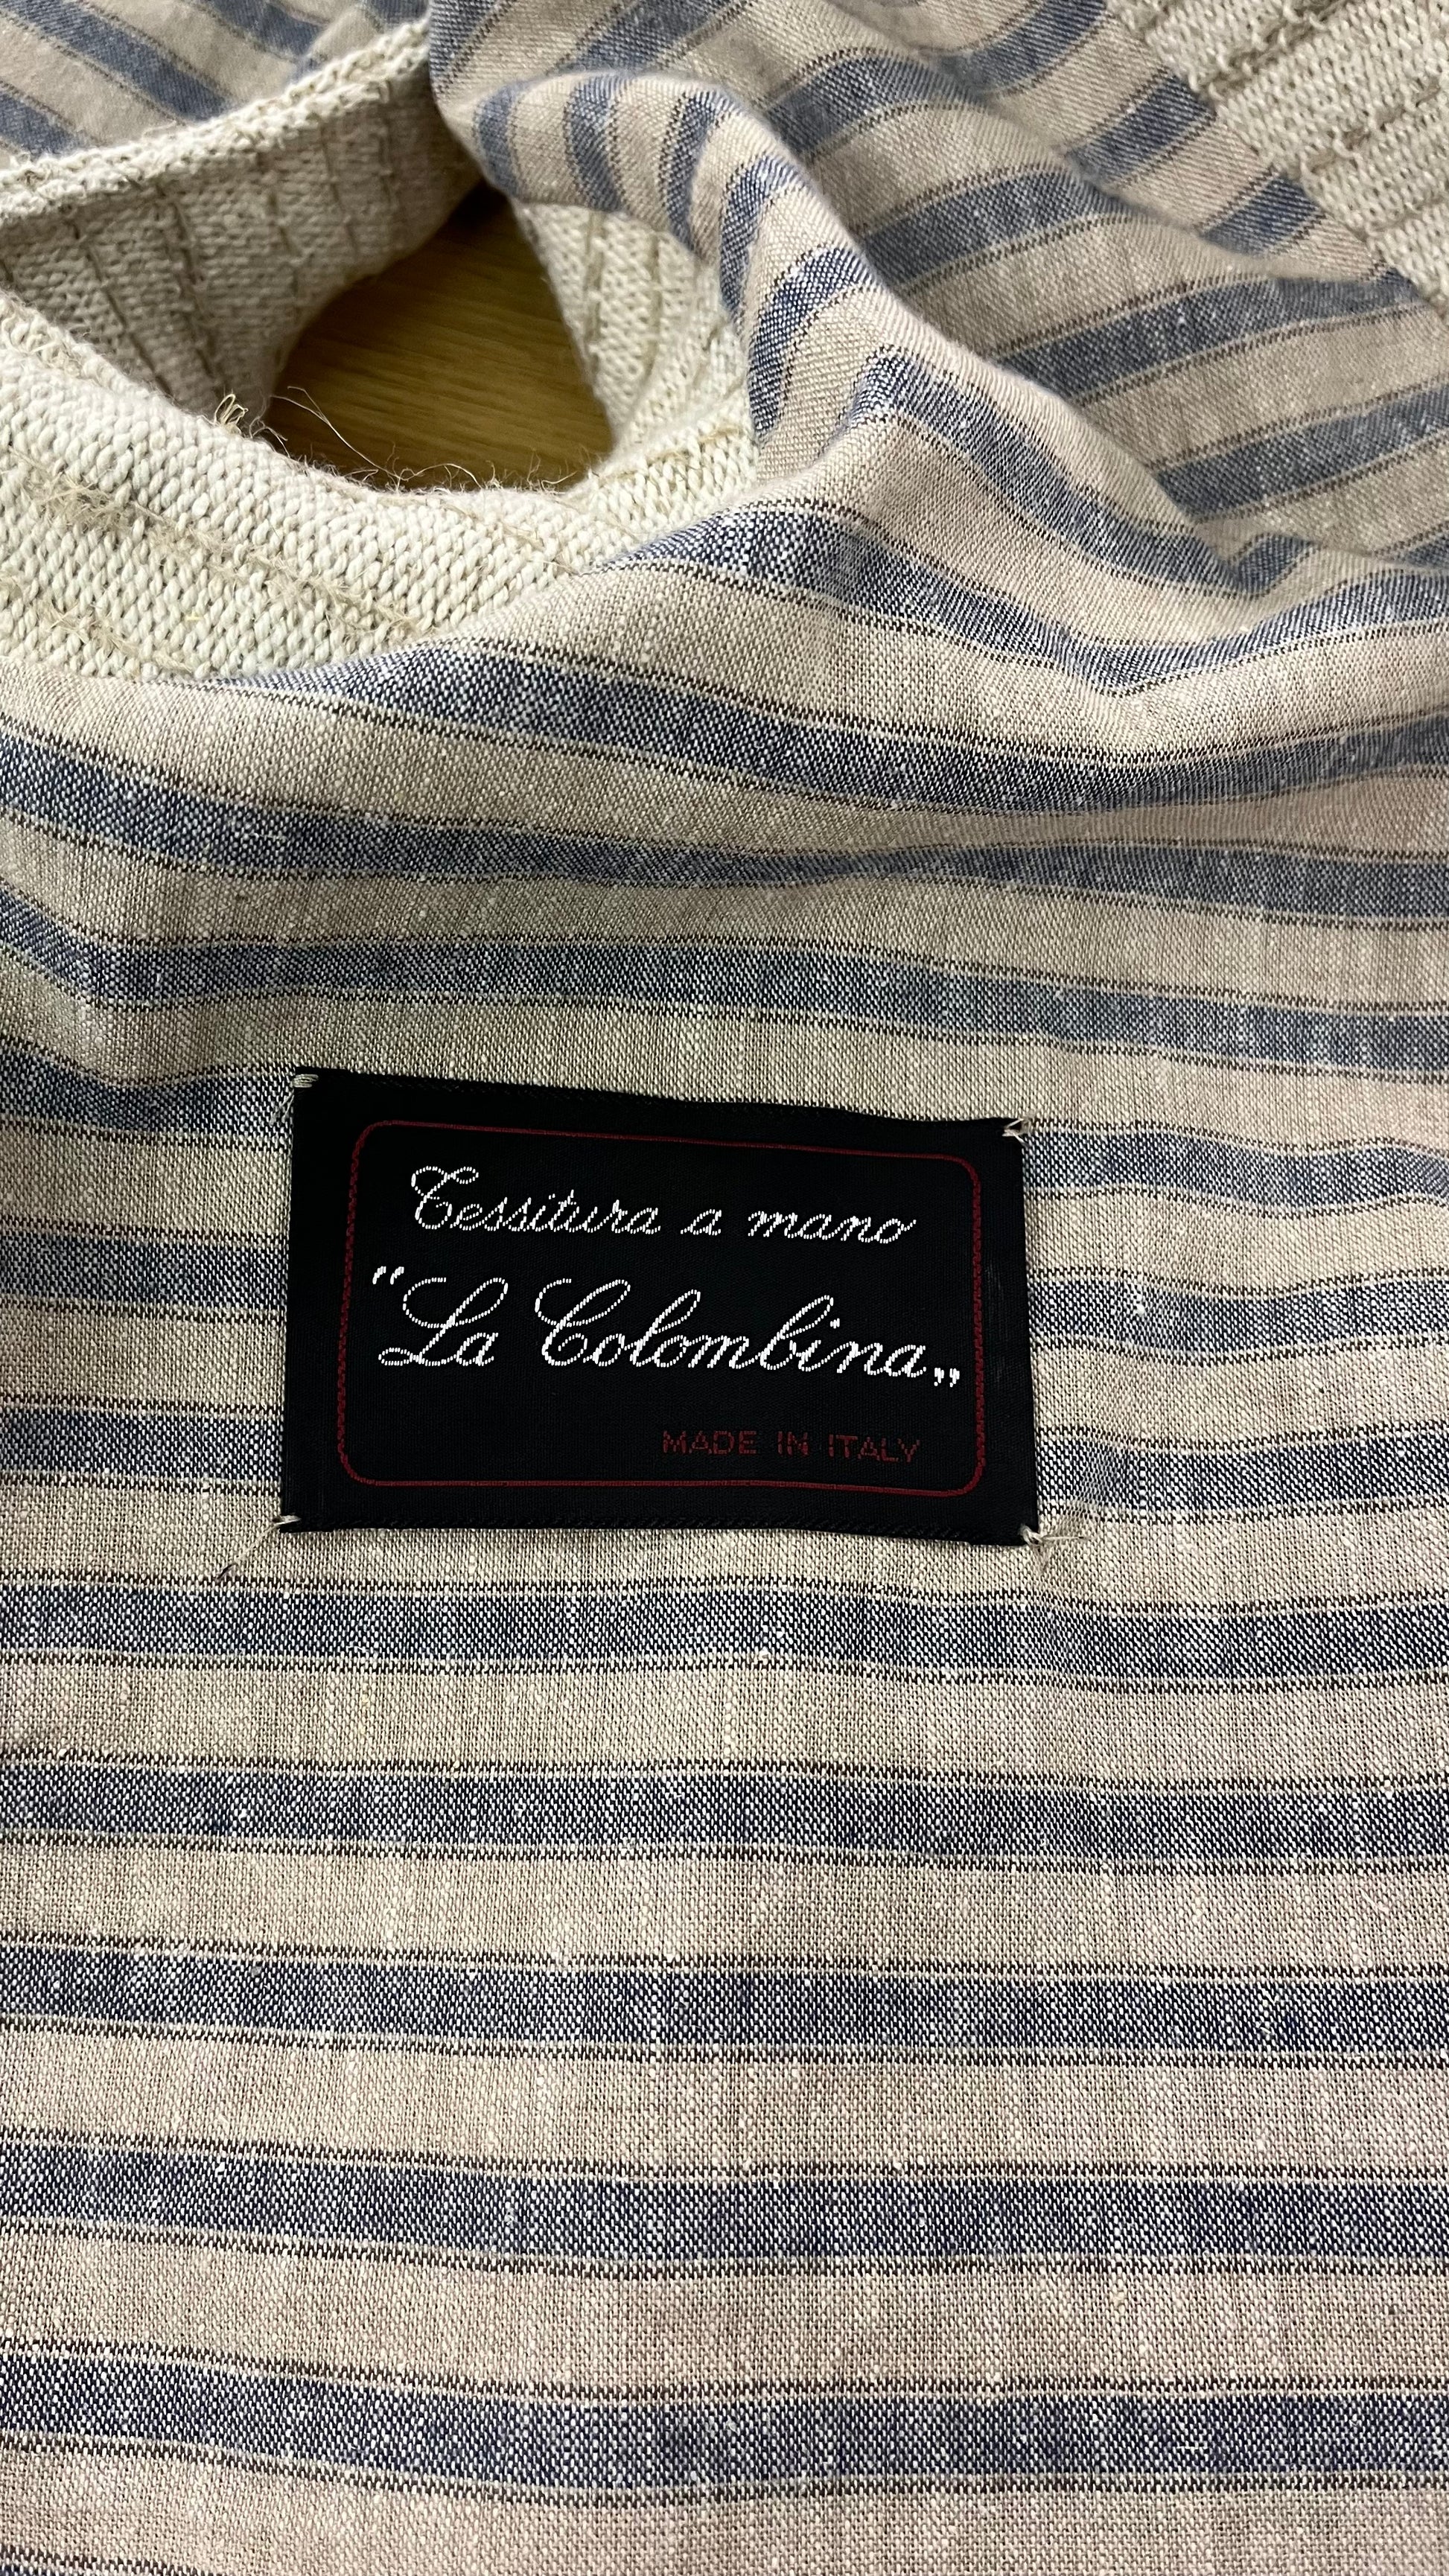 Tessitura a mano
"La Colombina„
MADE IN ITALY